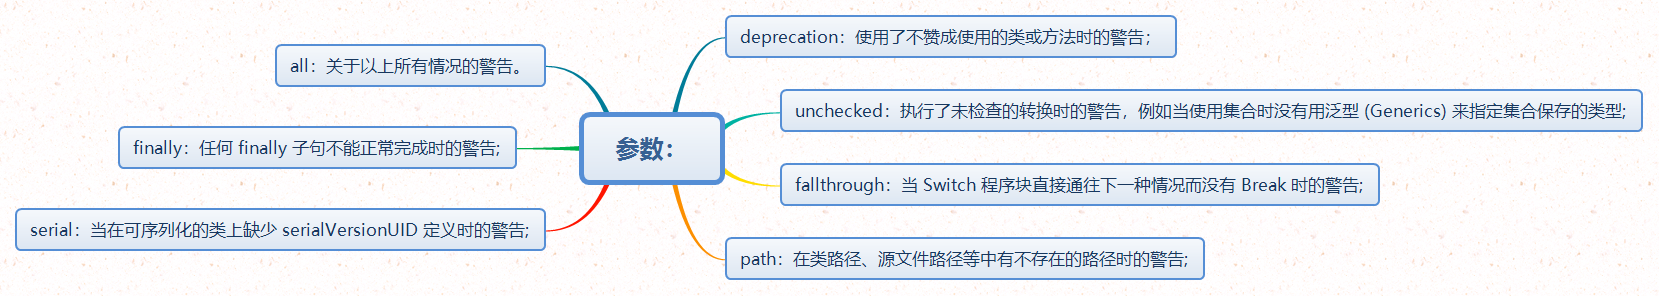 参数：
deprecation：使用了不赞成使用的类或方法时的警告；
unchecked：执行了未检查的转换时的警告，例如当使用集合时没有用泛型 (Generics) 来指定集合保存的类型;
fallthrough：当 Switch 程序块直接通往下一种情况而没有 Break 时的警告;
path：在类路径、源文件路径等中有不存在的路径时的警告;
serial：当在可序列化的类上缺少 serialVersionUID 定义时的警告;
finally：任何 finally 子句不能正常完成时的警告;
all：关于以上所有情况的警告。